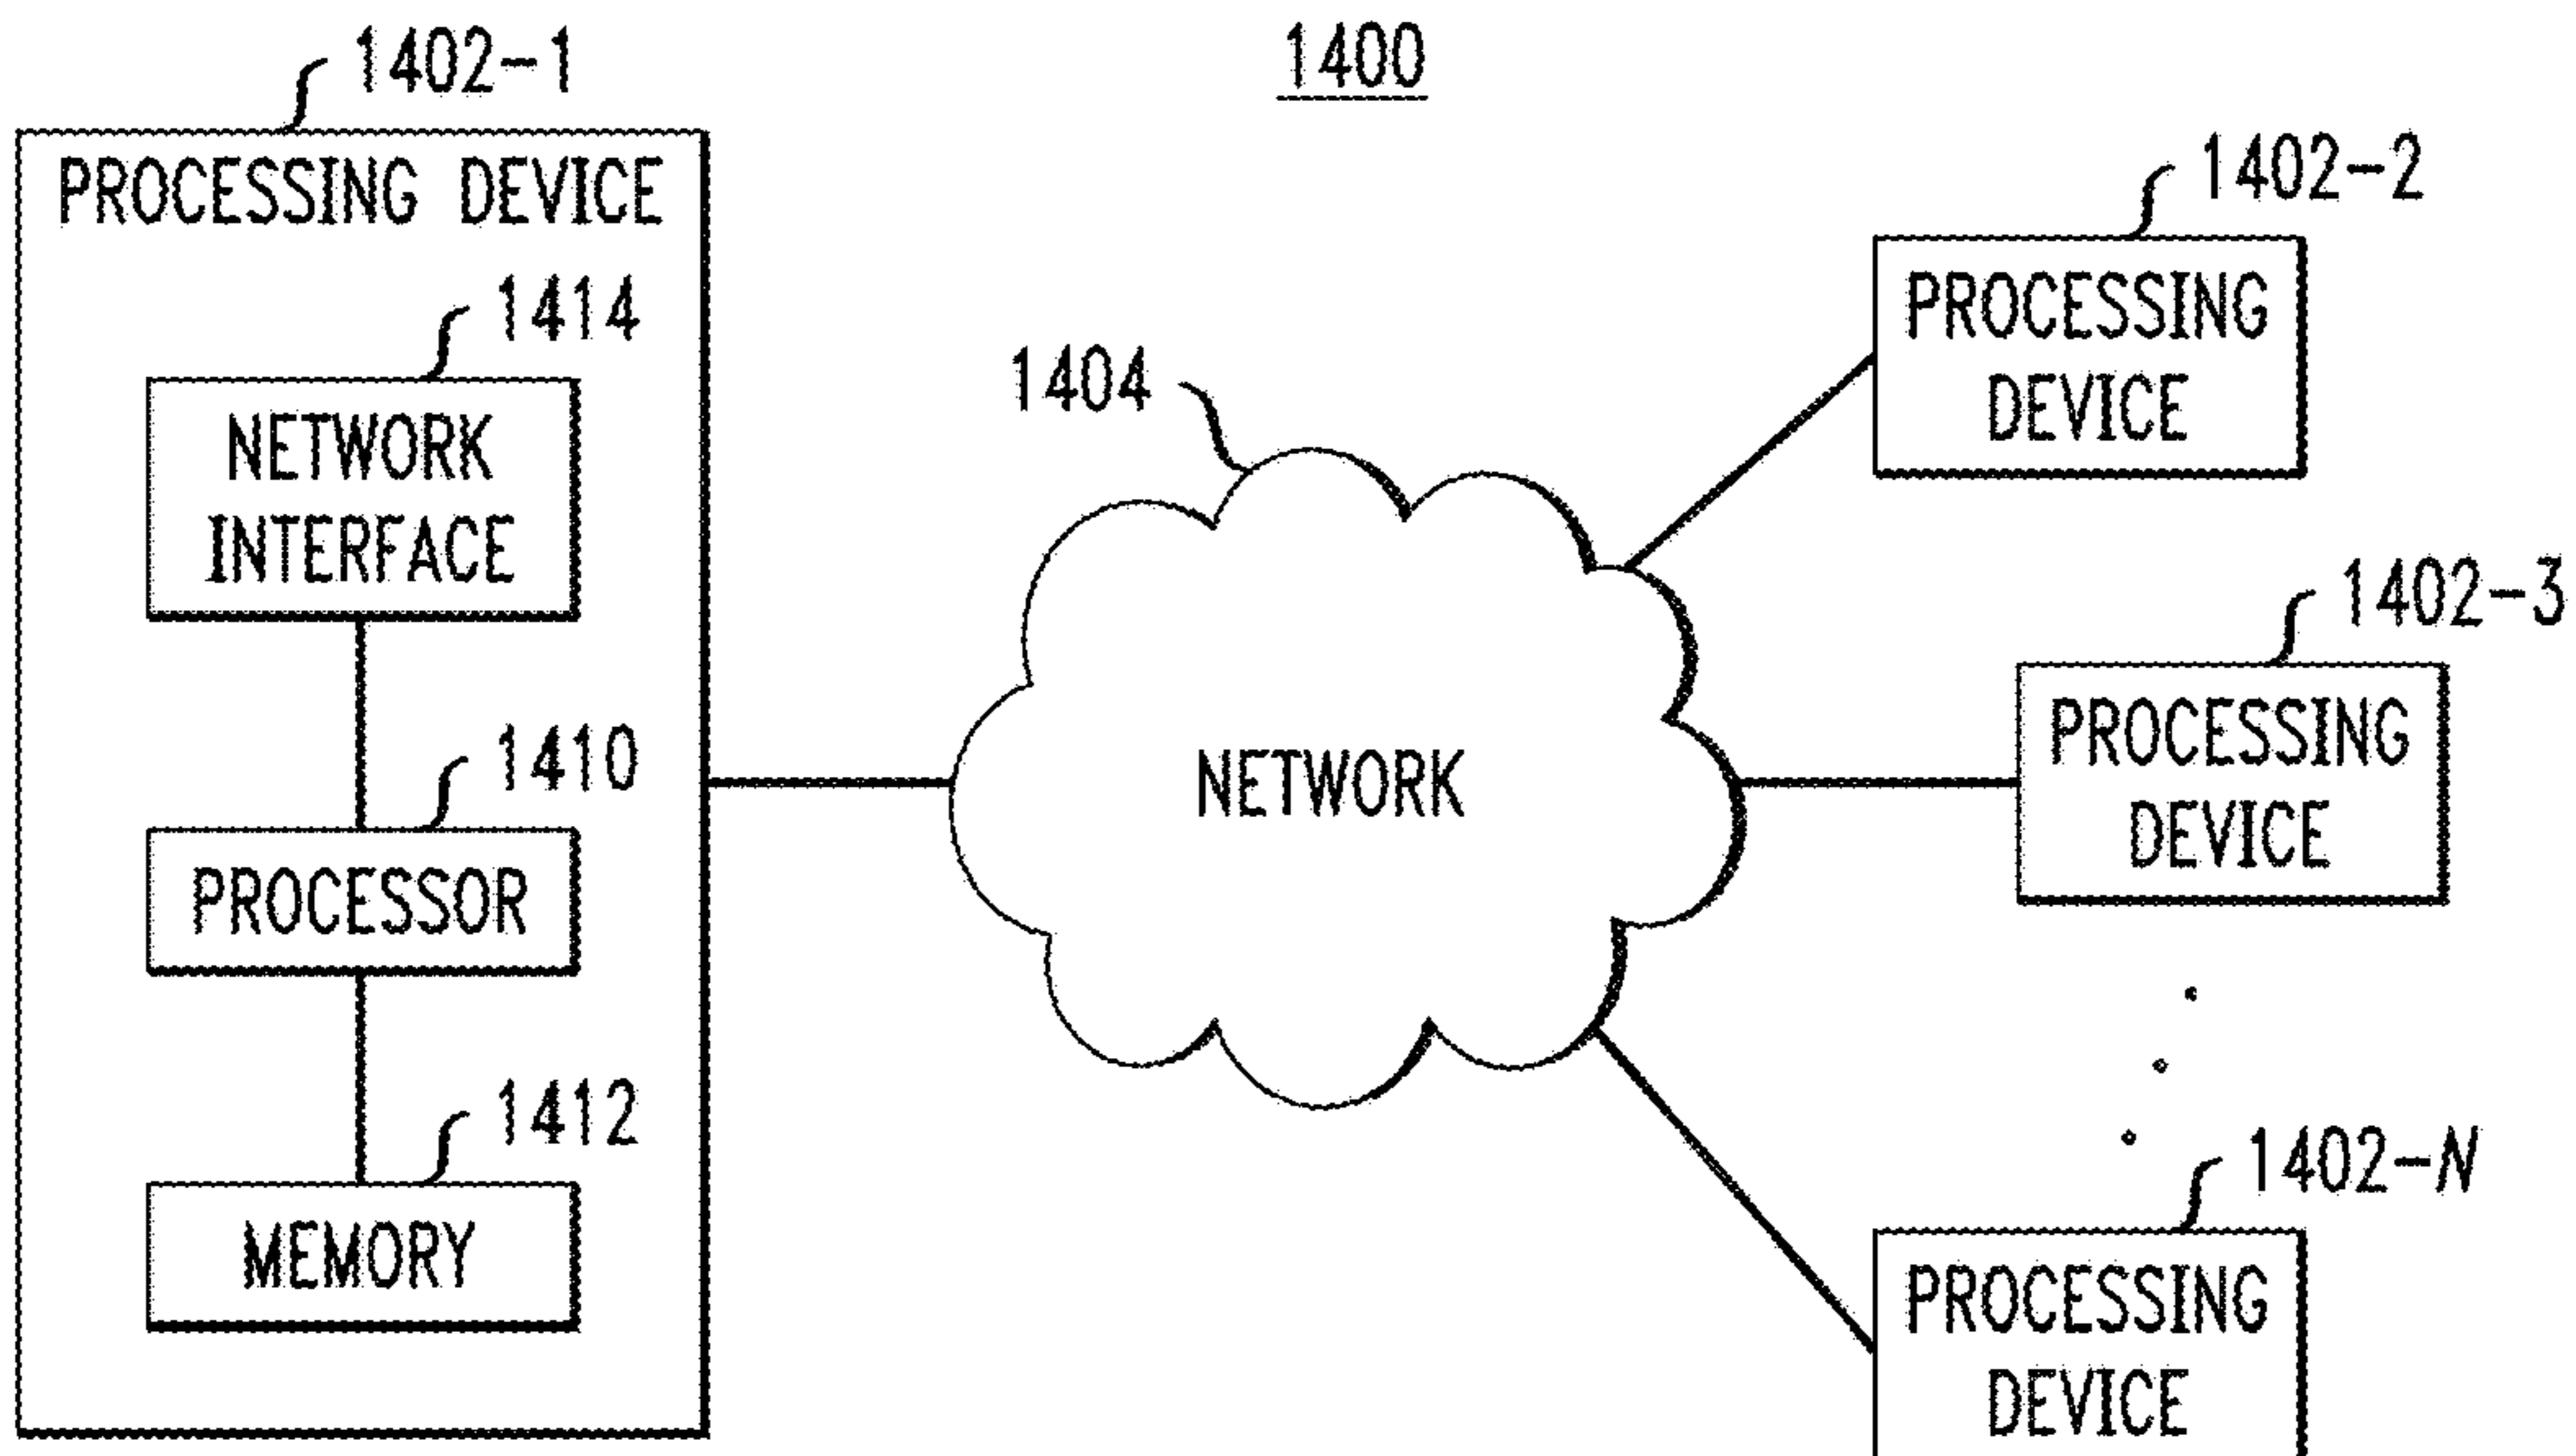 1400
1402-1
PROCESSING DEVICE
1414
NETWORK
INTERFACE
1410
PROCESSOR
1412
MEMORY
1404
NETWORK
1402-2
PROCESSING
DEVICE
1402-3
PROCESSING
DEVICE
1402-N
PROCESSING
DEVICE